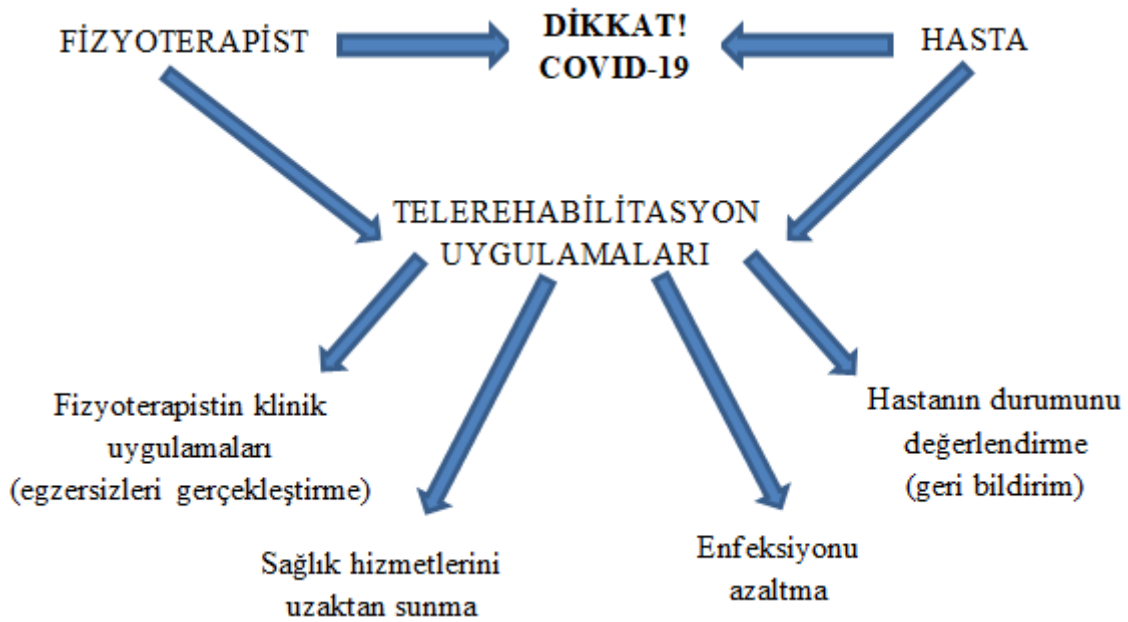 FİZYOTERAPİST
DİKKAT!
COVID-19
HASTA
TELEREHABİLİTASYON
UYGULAMALARI
Fizyoterapistin klinik
uygulamaları
(egzersizleri gerçekleştirme)
Sağlık hizmetlerini
uzaktan sunma
Enfeksiyonu
azaltma
Hastanın durumunu
değerlendirme
(geri bildirim)